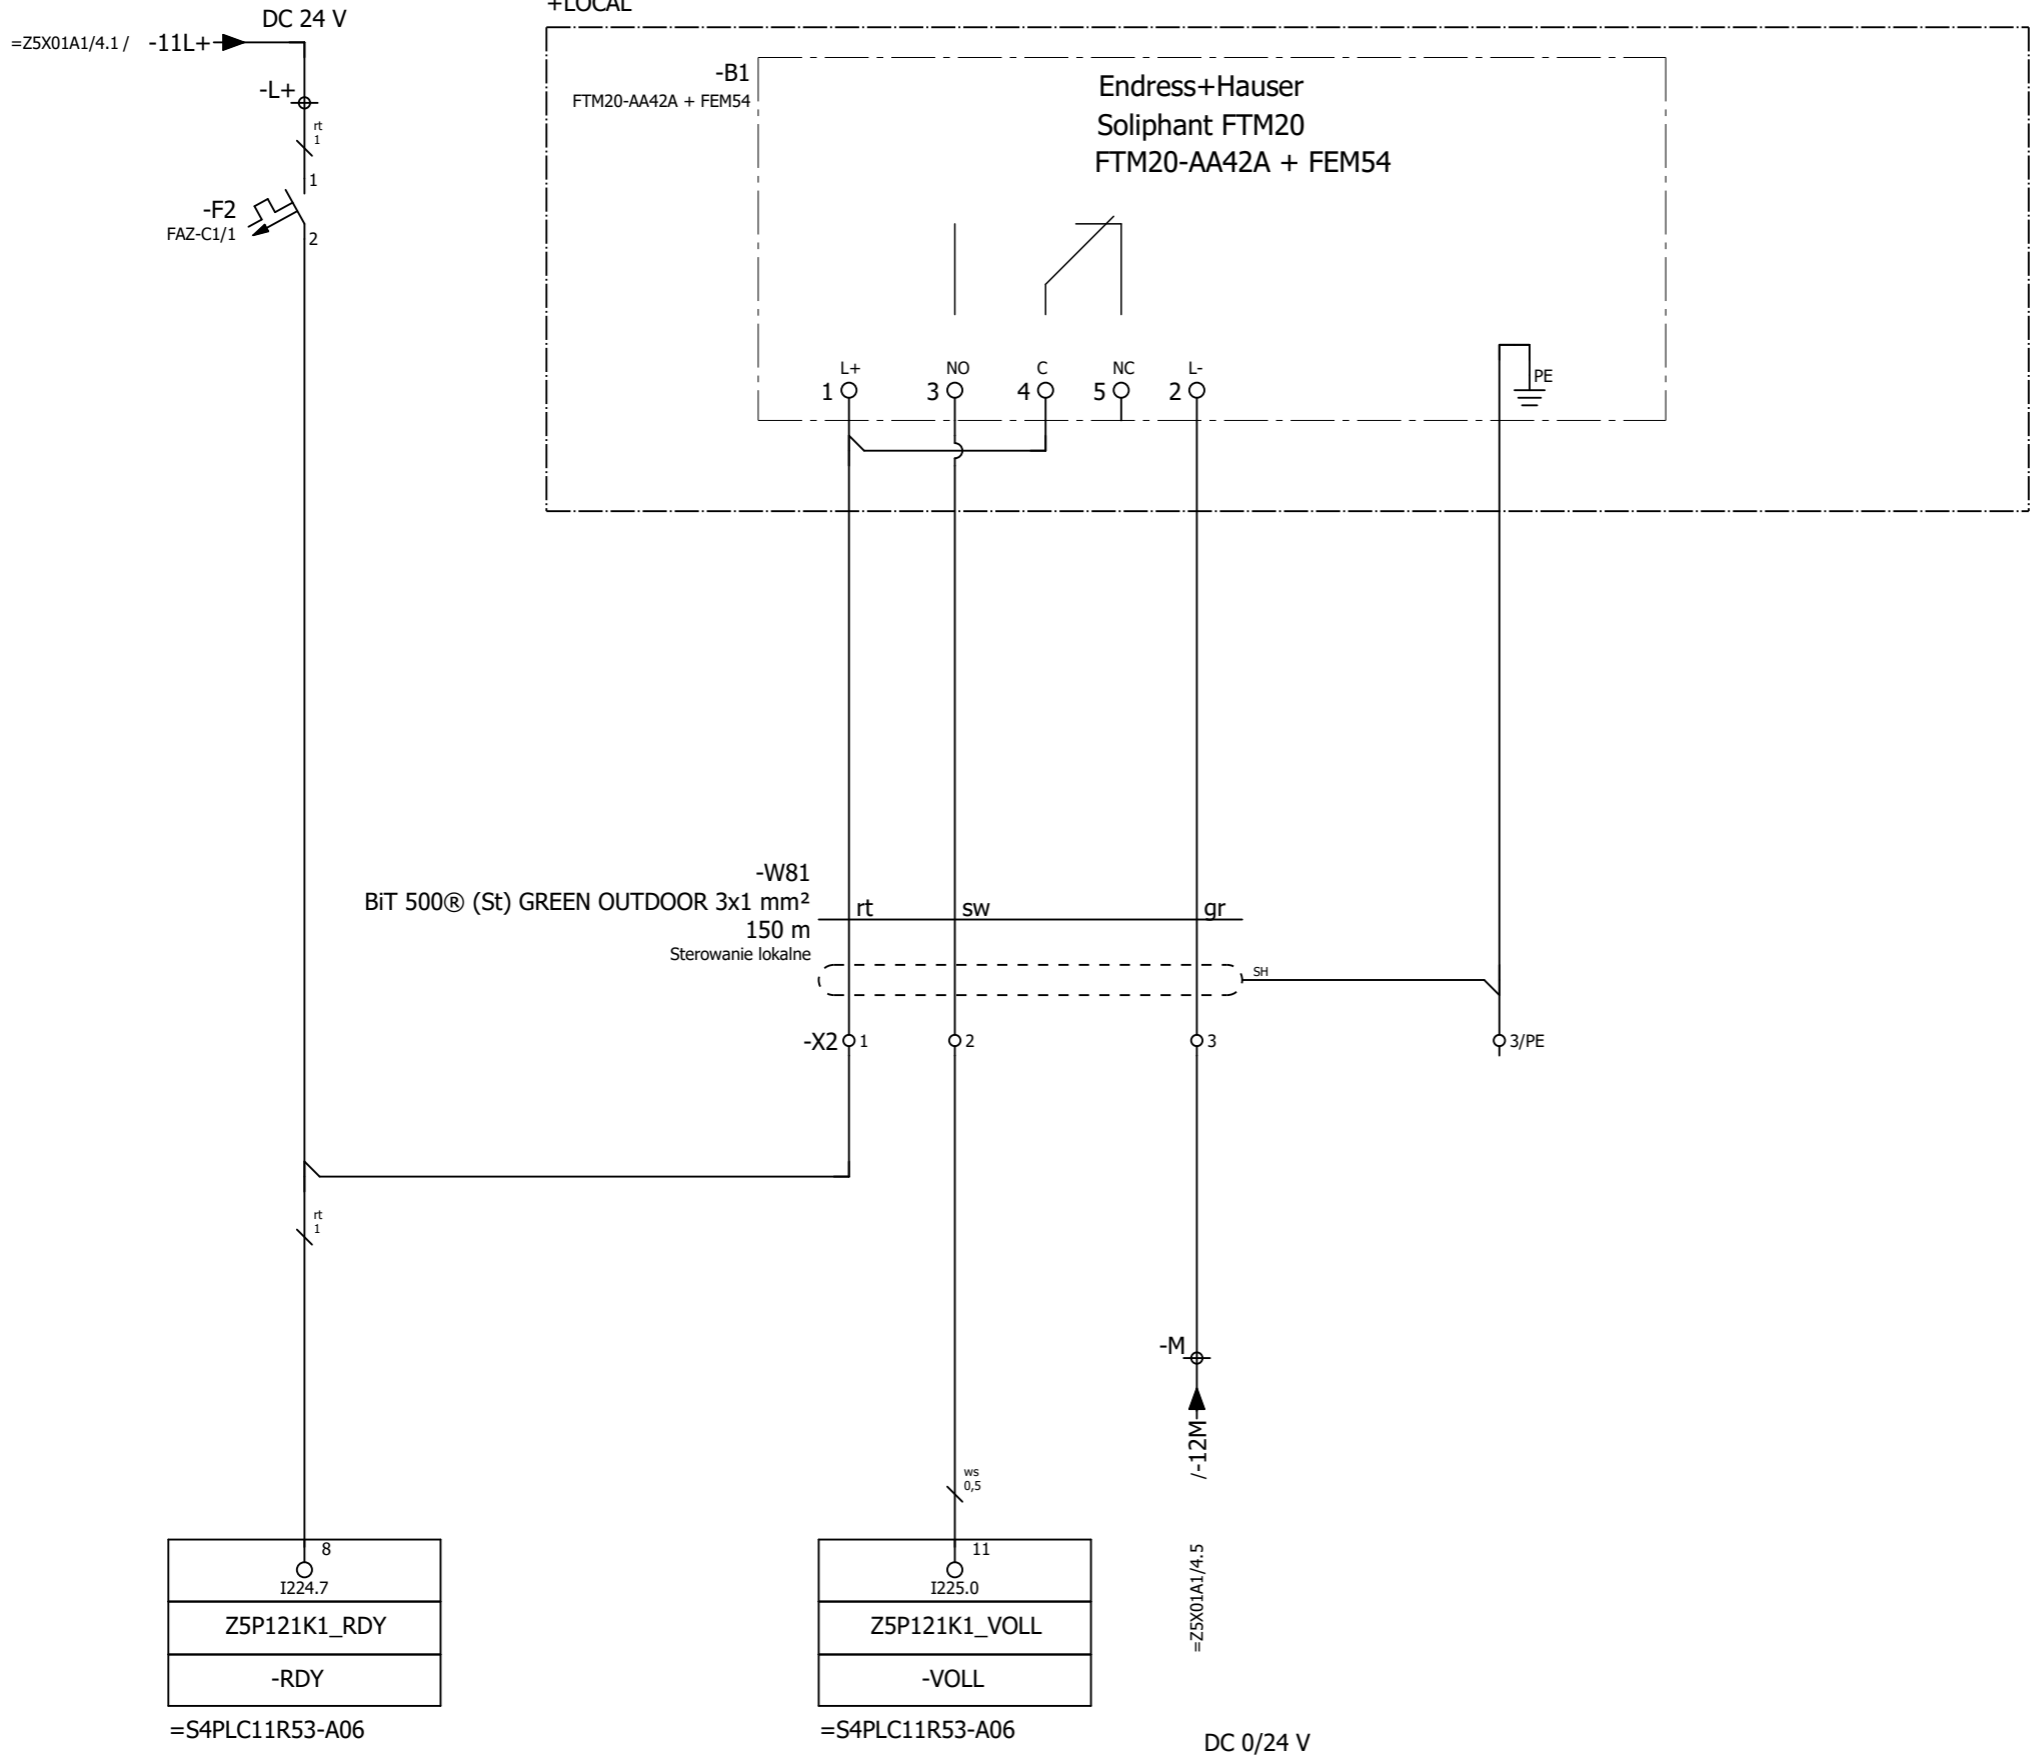 +LOCAL
DC 24 V
=Z5X01A1/4.1 / -11L+
-L+
rt
1
1
-F2
FAZ-C1/1
2
-B1
FTM20-AA42A + FEM54
Endress+Hauser
Soliphant FTM20
FTM20-AA42A + FEM54
L+ NO C NC L-
1 3 4 5 2
PE
-W81
BiT 500® (St) GREEN OUTDOOR 3x1 mm²
150 m
Sterowanie lokalne
rt sw gr
SH
-X2 1 2 3 3/PE
rt
1
-M
/-12M
=Z5X01A1/4.5
ws
0,5
8
I224.7
Z5P121K1_RDY
-RDY
=S4PLC11R53-A06
11
I225.0
Z5P121K1_VOLL
-VOLL
=S4PLC11R53-A06
DC 0/24 V